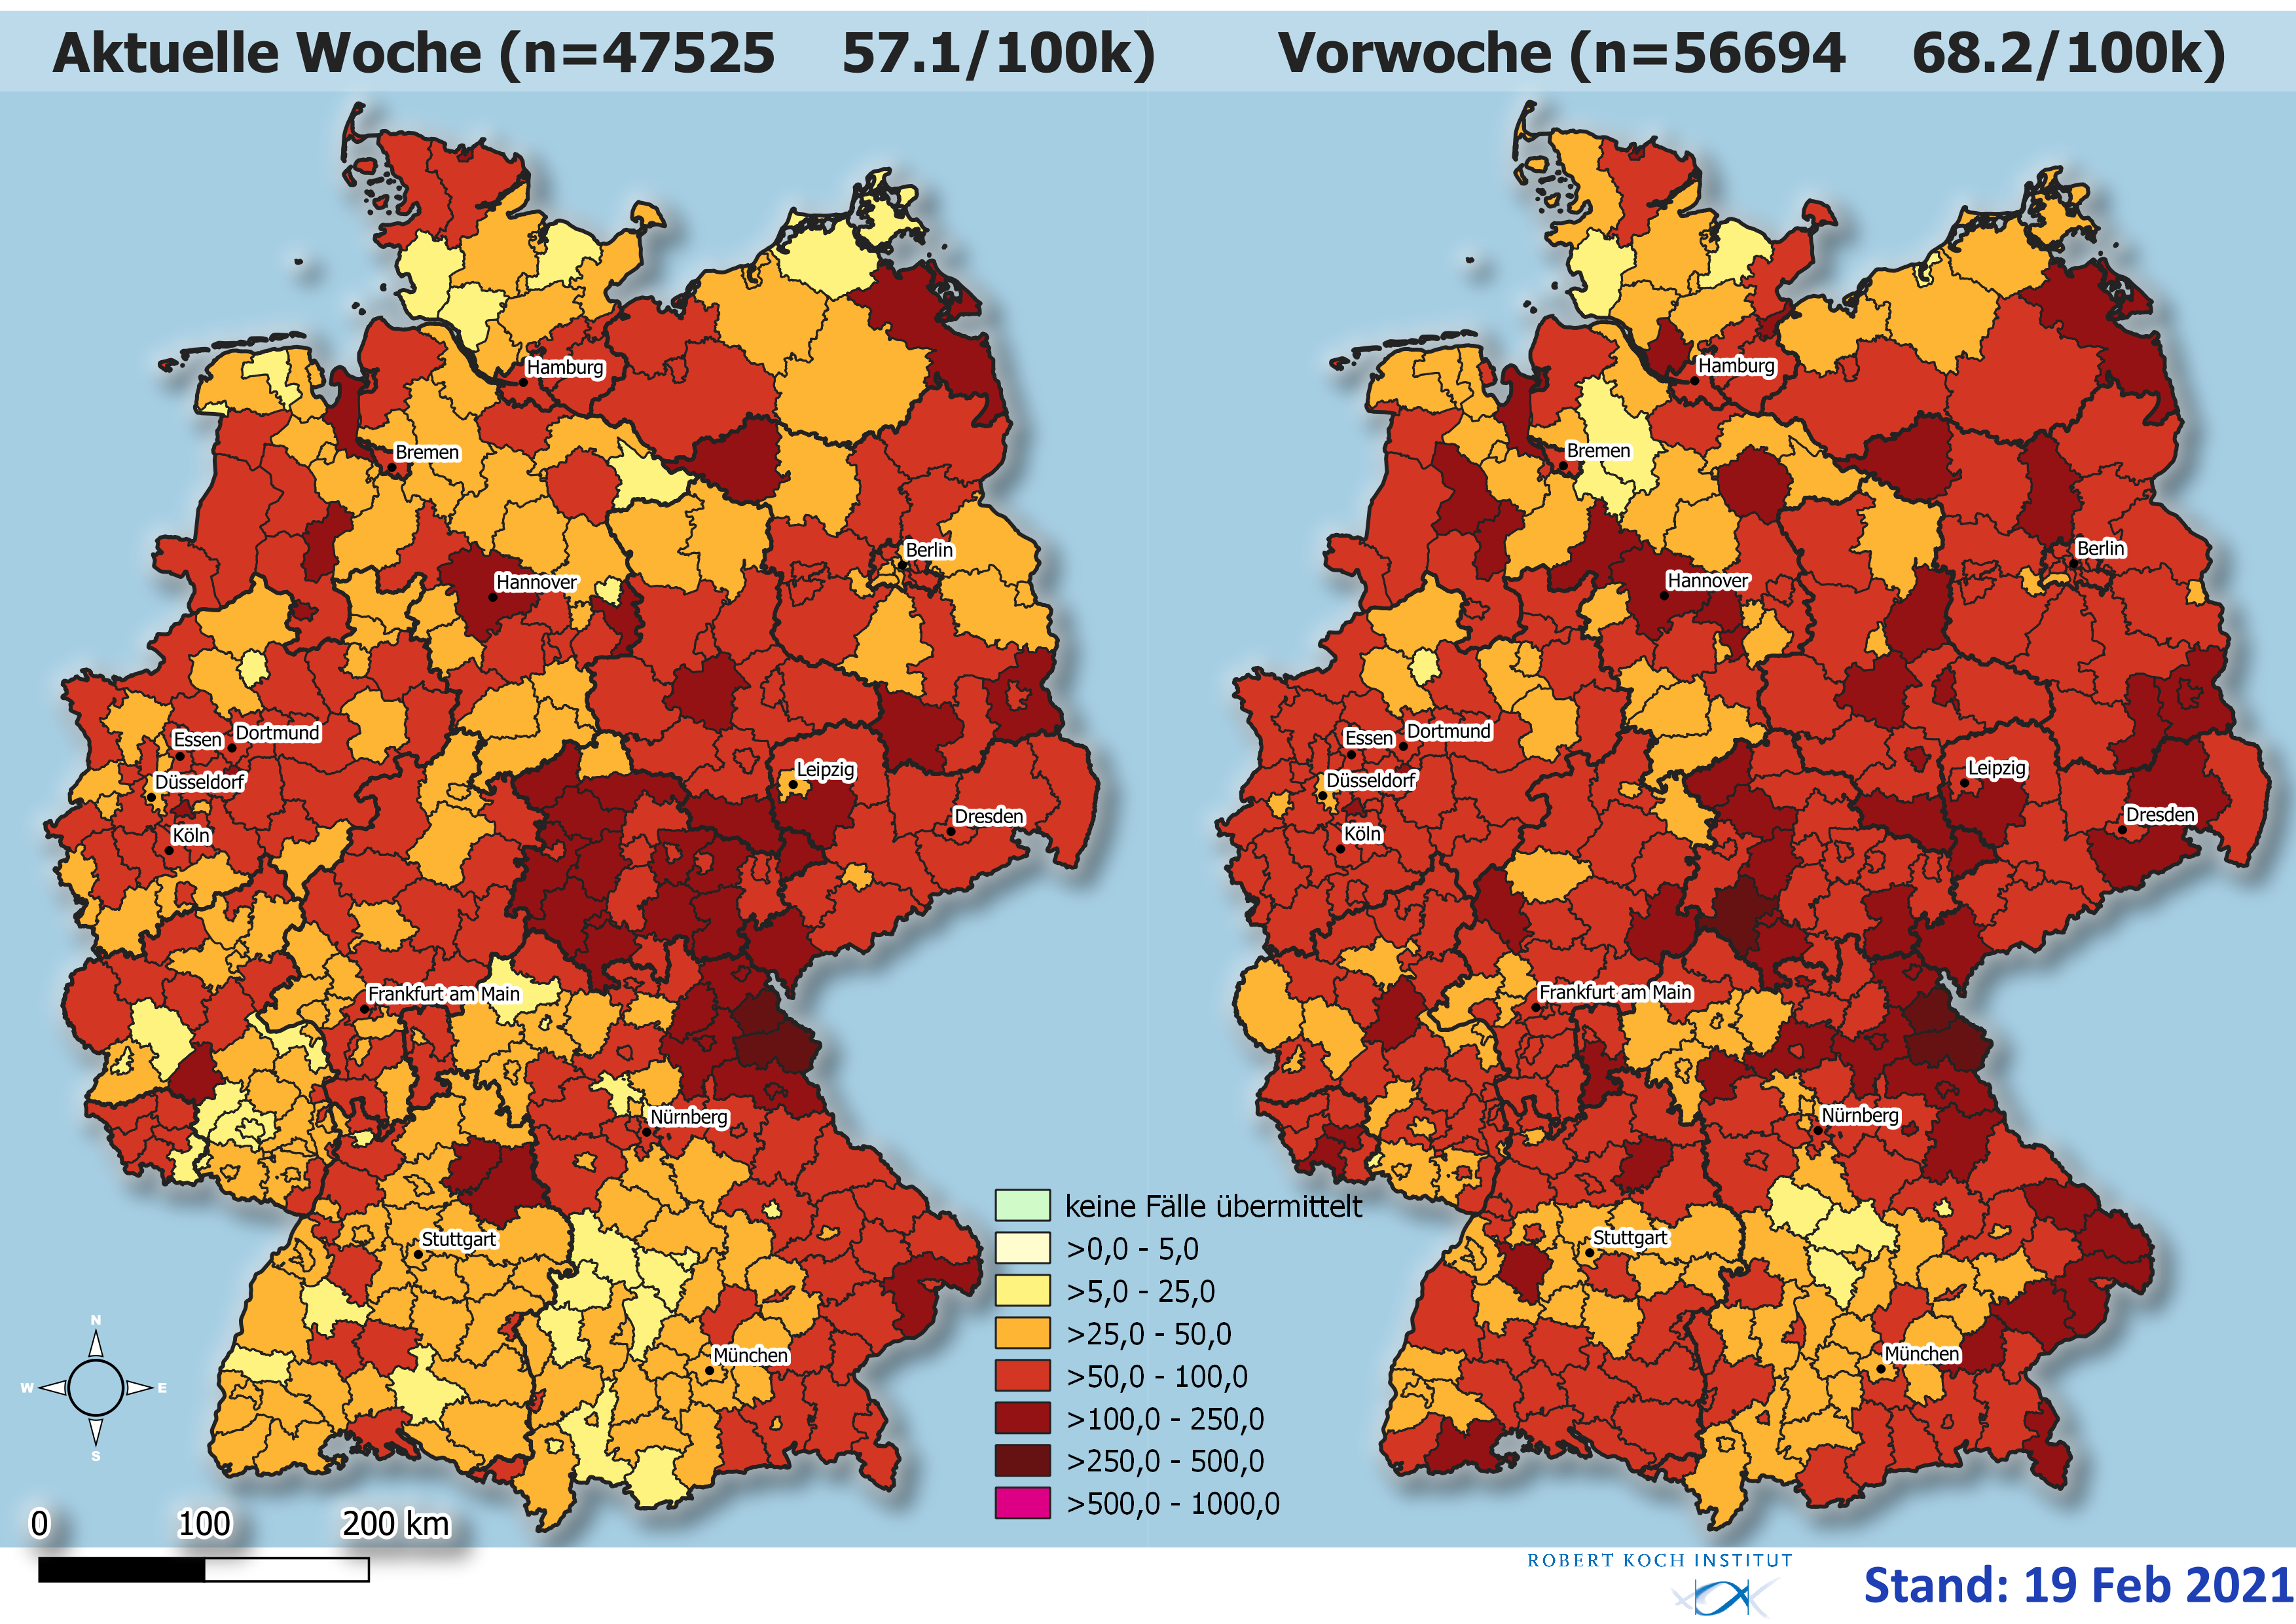 Aktuelle Woche (n=47525 57.1/100k)
Vorwoche (n=56694 68.2/100k)
Hamburg
Bremen
Berlin
Hannover
Essen
Dortmund
Düsseldorf
Leipzig
Köln
Dresden
Frankfurt am Main
Nürnberg
Stuttgart
München
Hamburg
Bremen
Berlin
Hannover
Essen
Dortmund
Düsseldorf
Leipzig
Köln
Dresden
Frankfurt am Main
Nürnberg
Stuttgart
München
keine Fälle übermittelt
>0,0 - 5,0
>5,0 - 25,0
>25,0 - 50,0
>50,0 - 100,0
>100,0 - 250,0
>250,0 - 500,0
>500,0 - 1000,0
N
W E
S
0 100 200 km
ROBERT KOCH INSTITUT
Stand: 19 Feb 2021